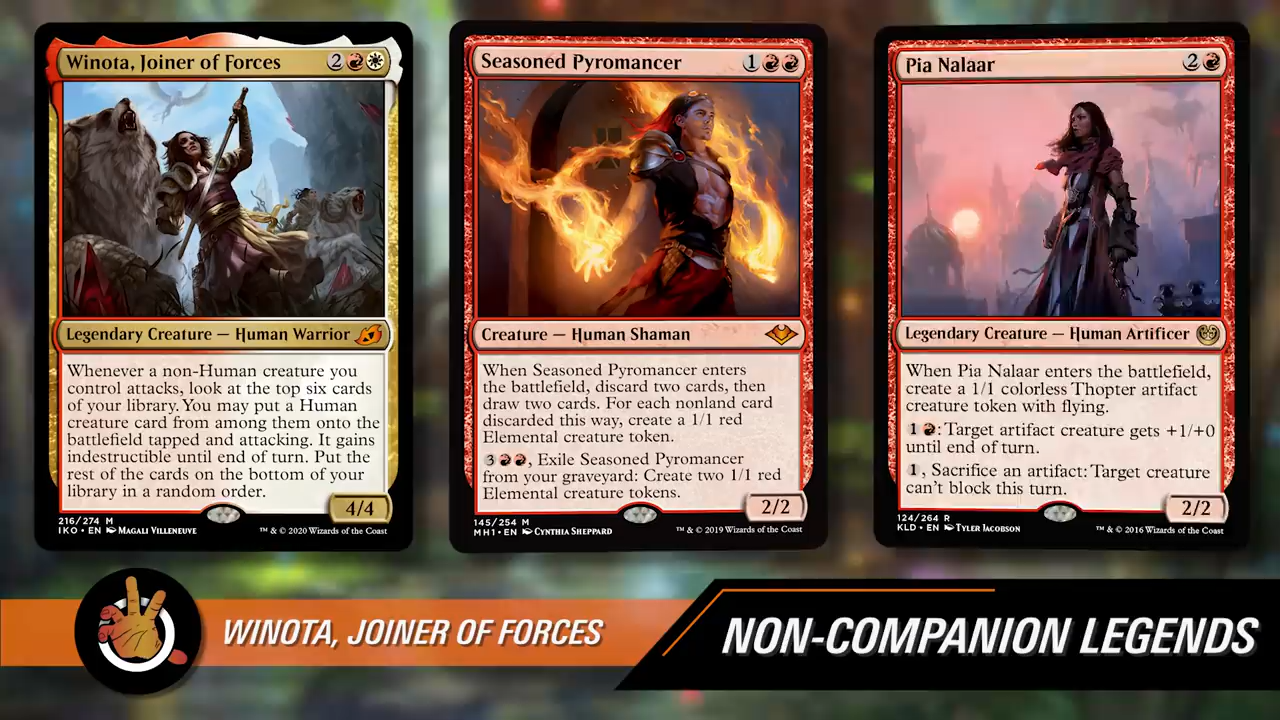 Winota, Joiner of Forces 2
Legendary Creature — Human Warrior
Whenever a non-Human creature you
control attacks, look at the top six cards
of your library. You may put a Human
creature card from among them onto the
battlefield tapped and attacking. It gains
indestructible until end of turn. Put the
rest of the cards on the bottom of your
library in a random order.
4/4
216/274 M
IKO • EN Magali Villeneuve ™ & © 2020 Wizards of the Coast
Seasoned Pyromancer 1
Creature — Human Shaman
When Seasoned Pyromancer enters
the battlefield, discard two cards, then
draw two cards. For each nonland card
discarded this way, create a 1/1 red
Elemental creature token.
3, Exile Seasoned Pyromancer
from your graveyard: Create two 1/1 red
Elemental creature tokens.
2/2
145/254 M
MH1 • EN Cynthia Sheppard ™ & © 2019 Wizards of the Coast
Pia Nalaar 2
Legendary Creature — Human Artificer
When Pia Nalaar enters the battlefield,
create a 1/1 colorless Thopter artifact
creature token with flying.
1: Target artifact creature gets +1/+0
until end of turn.
1, Sacrifice an artifact: Target creature
can't block this turn.
2/2
124/264 R
KLD • EN Tyler Jacobson ™ & © 2016 Wizards of the Coast
WINOTA, JOINER OF FORCES
NON-COMPANION LEGENDS